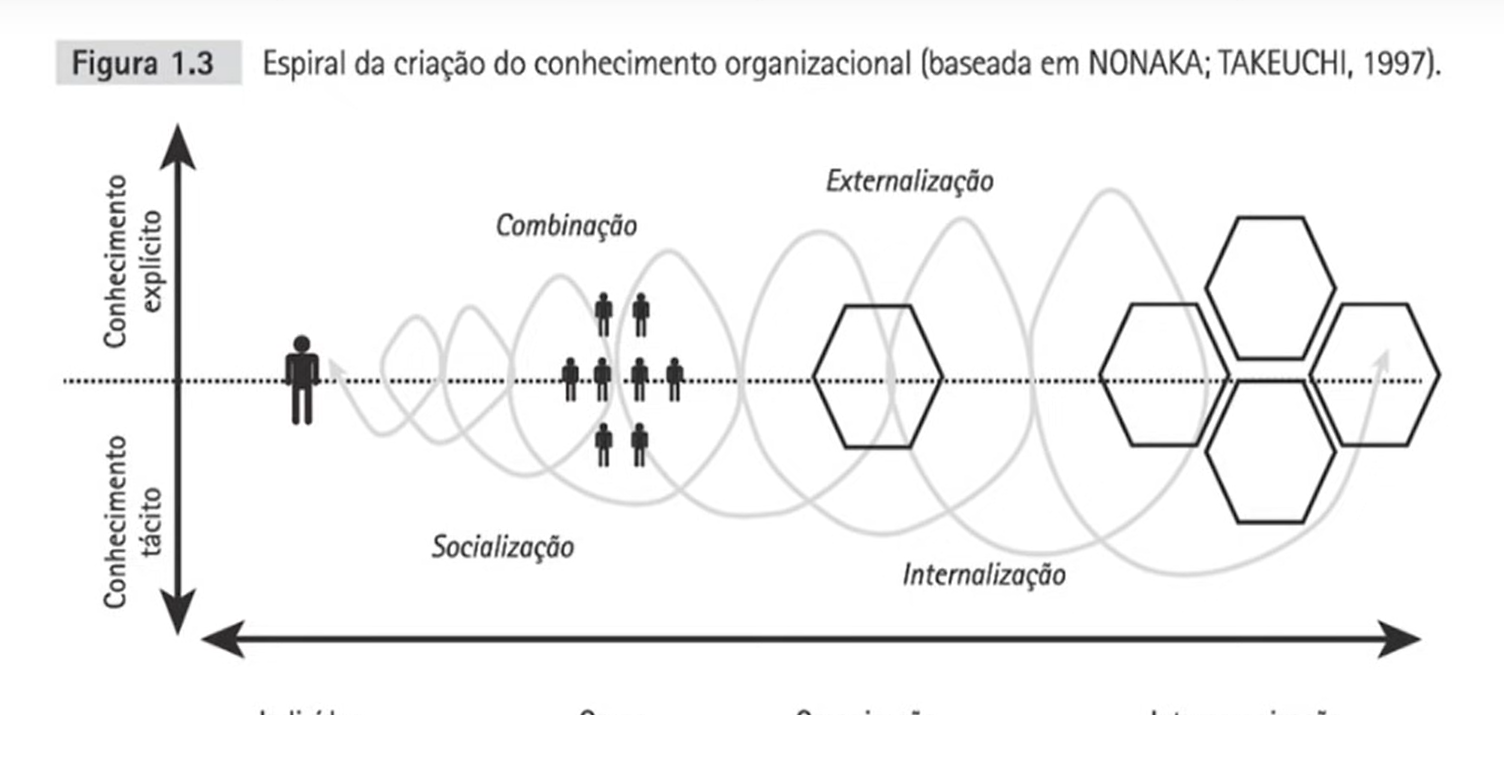 Figura 1.3 Espiral da criação do conhecimento organizacional (baseada em NONAKA; TAKEUCHI, 1997).
Conhecimento
explícito
Combinação
Externalização
Conhecimento
tácito
Socialização
Internalização